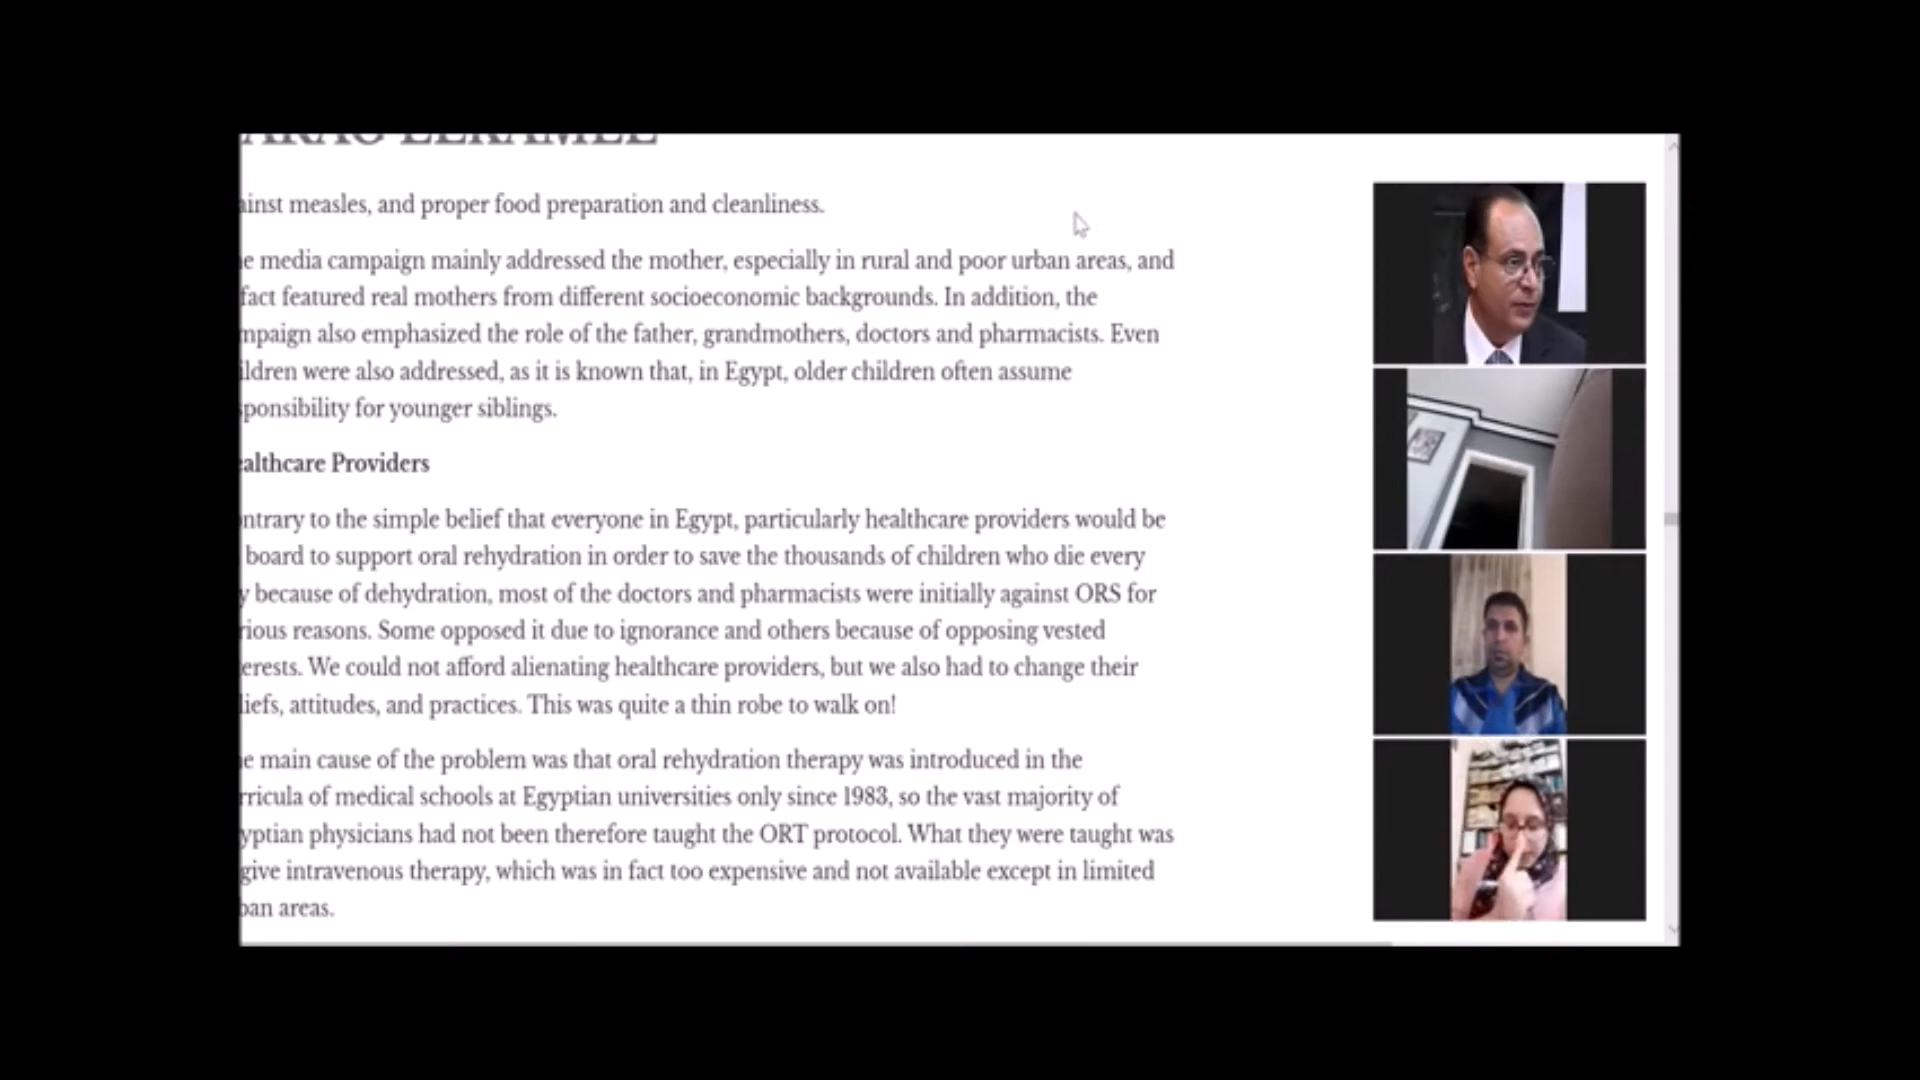 ainst measles, and proper food preparation and cleanliness.
e media campaign mainly addressed the mother, especially in rural and poor urban areas, and
fact featured real mothers from different socioeconomic backgrounds. In addition, the
mpaign also emphasized the role of the father, grandmothers, doctors and pharmacists. Even
ildren were also addressed, as it is known that, in Egypt, older children often assume
sponsibility for younger siblings.
althcare Providers
ntrary to the simple belief that everyone in Egypt, particularly healthcare providers would be
board to support oral rehydration in order to save the thousands of children who die every
y because of dehydration, most of the doctors and pharmacists were initially against ORS for
rious reasons. Some opposed it due to ignorance and others because of opposing vested
erests. We could not afford alienating healthcare providers, but we also had to change their
liefs, attitudes, and practices. This was quite a thin robe to walk on!
e main cause of the problem was that oral rehydration therapy was introduced in the
rricula of medical schools at Egyptian universities only since 1983, so the vast majority of
yptian physicians had not been therefore taught the ORT protocol. What they were taught was
give intravenous therapy, which was in fact too expensive and not available except in limited
ban areas.